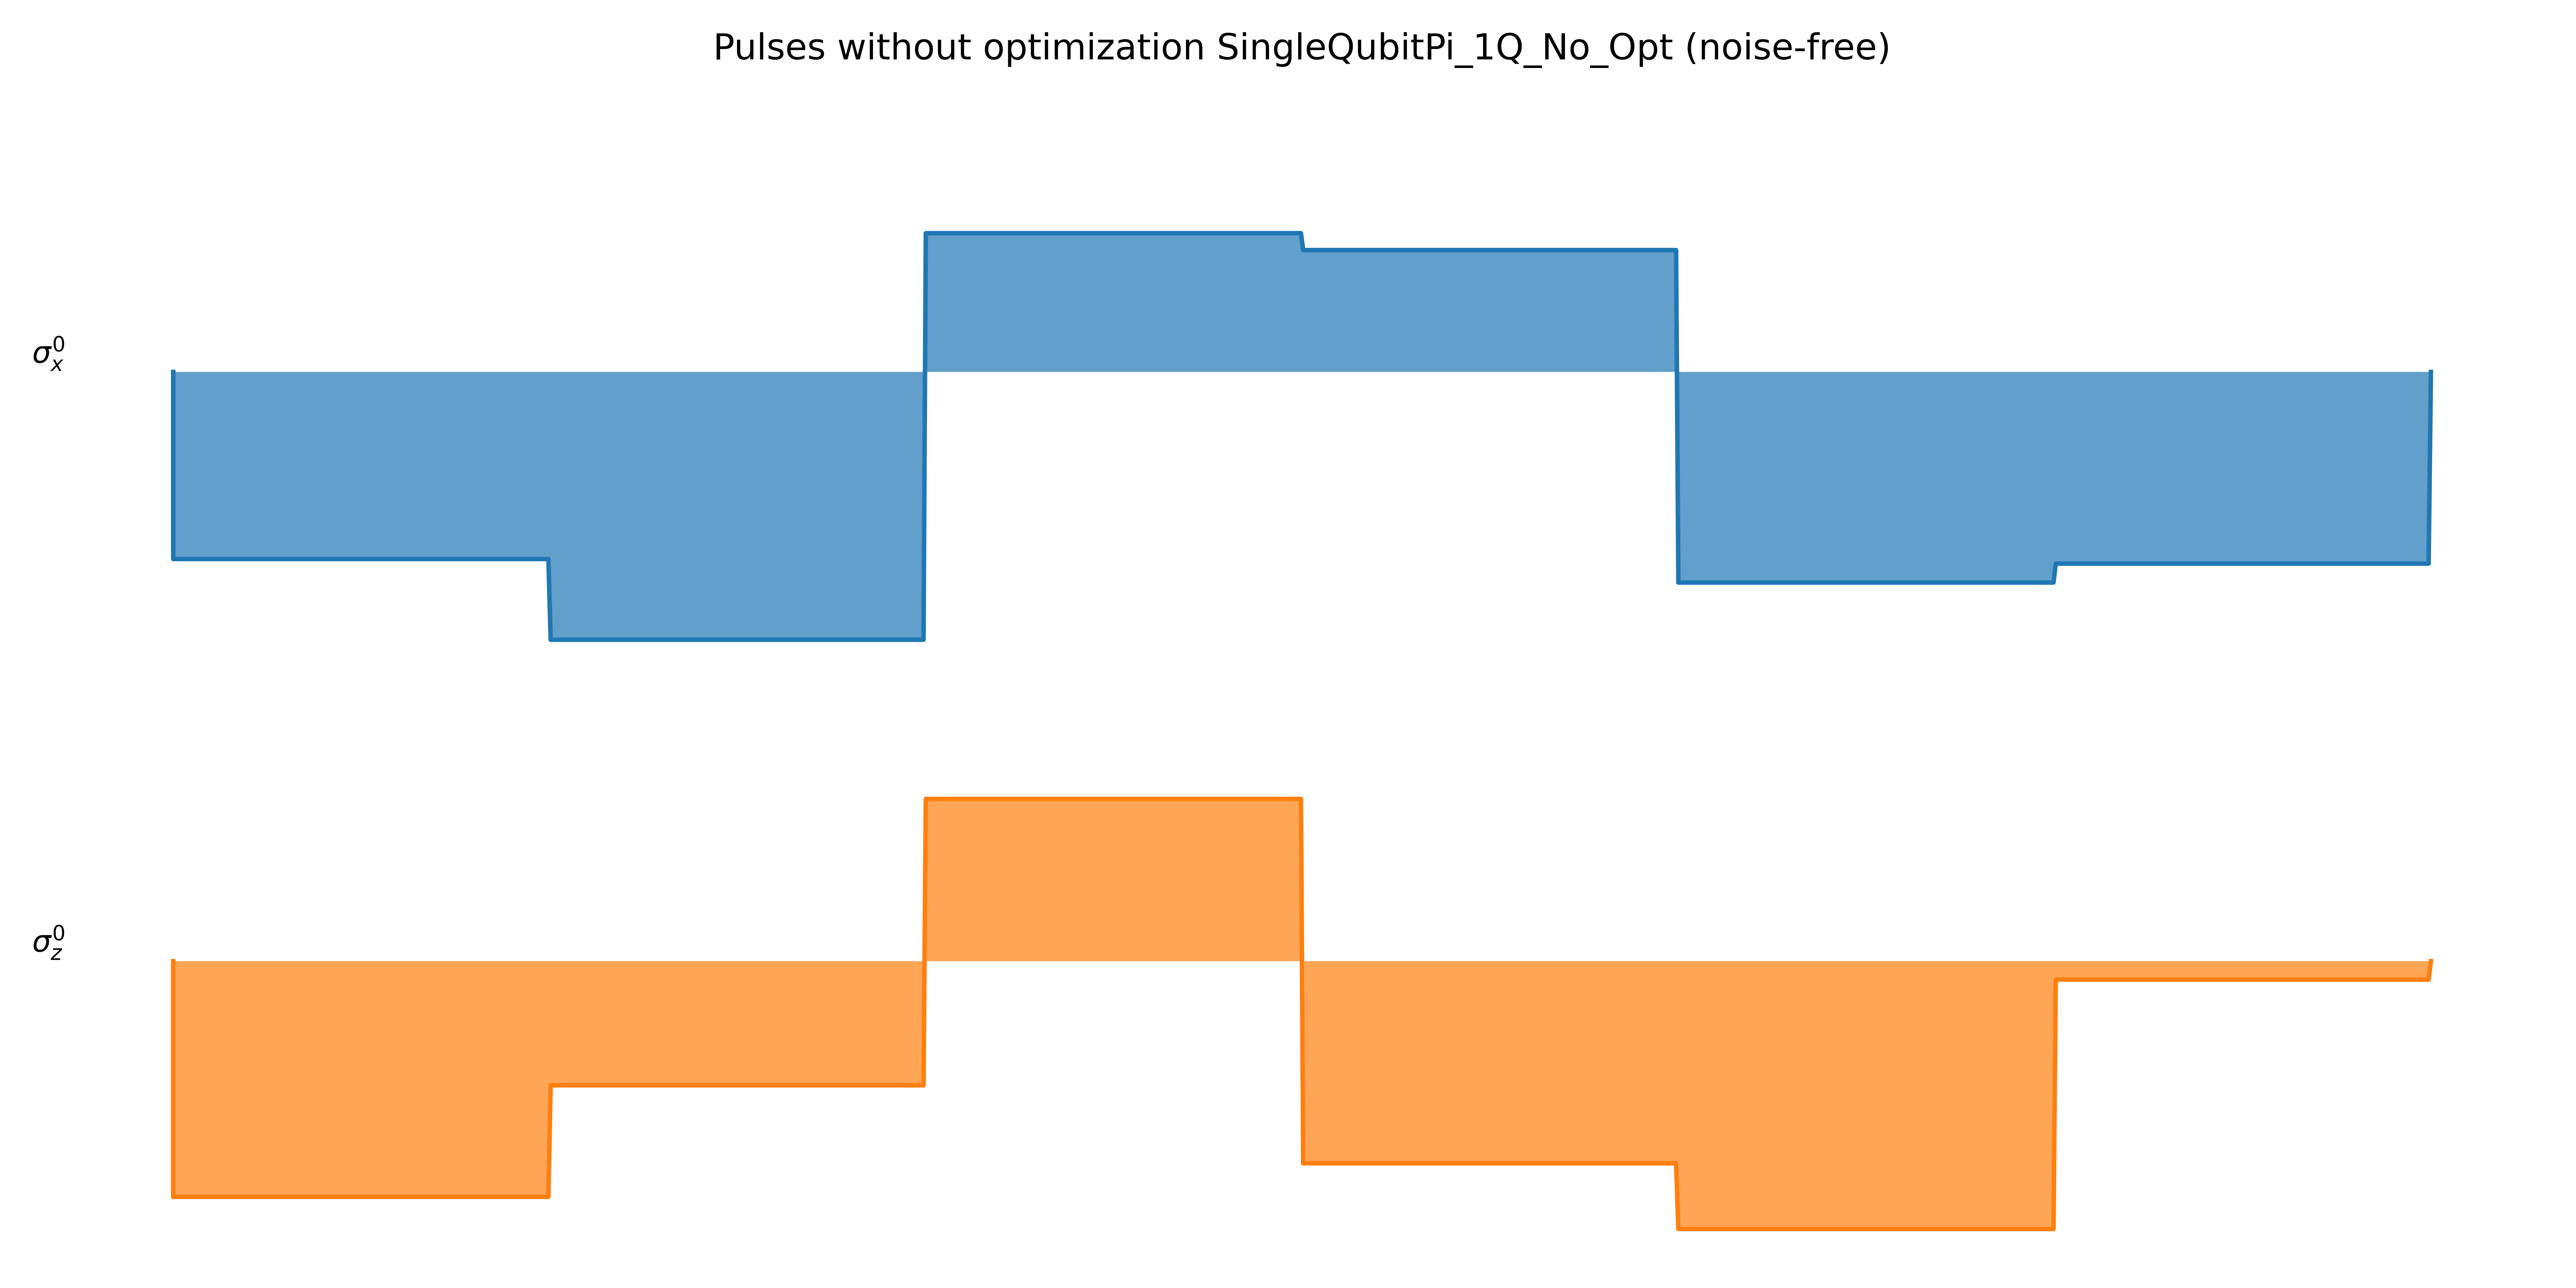 Pulses without optimization SingleQubitPi_1Q_No_Opt (noise-free)
σ_x^0
σ_z^0